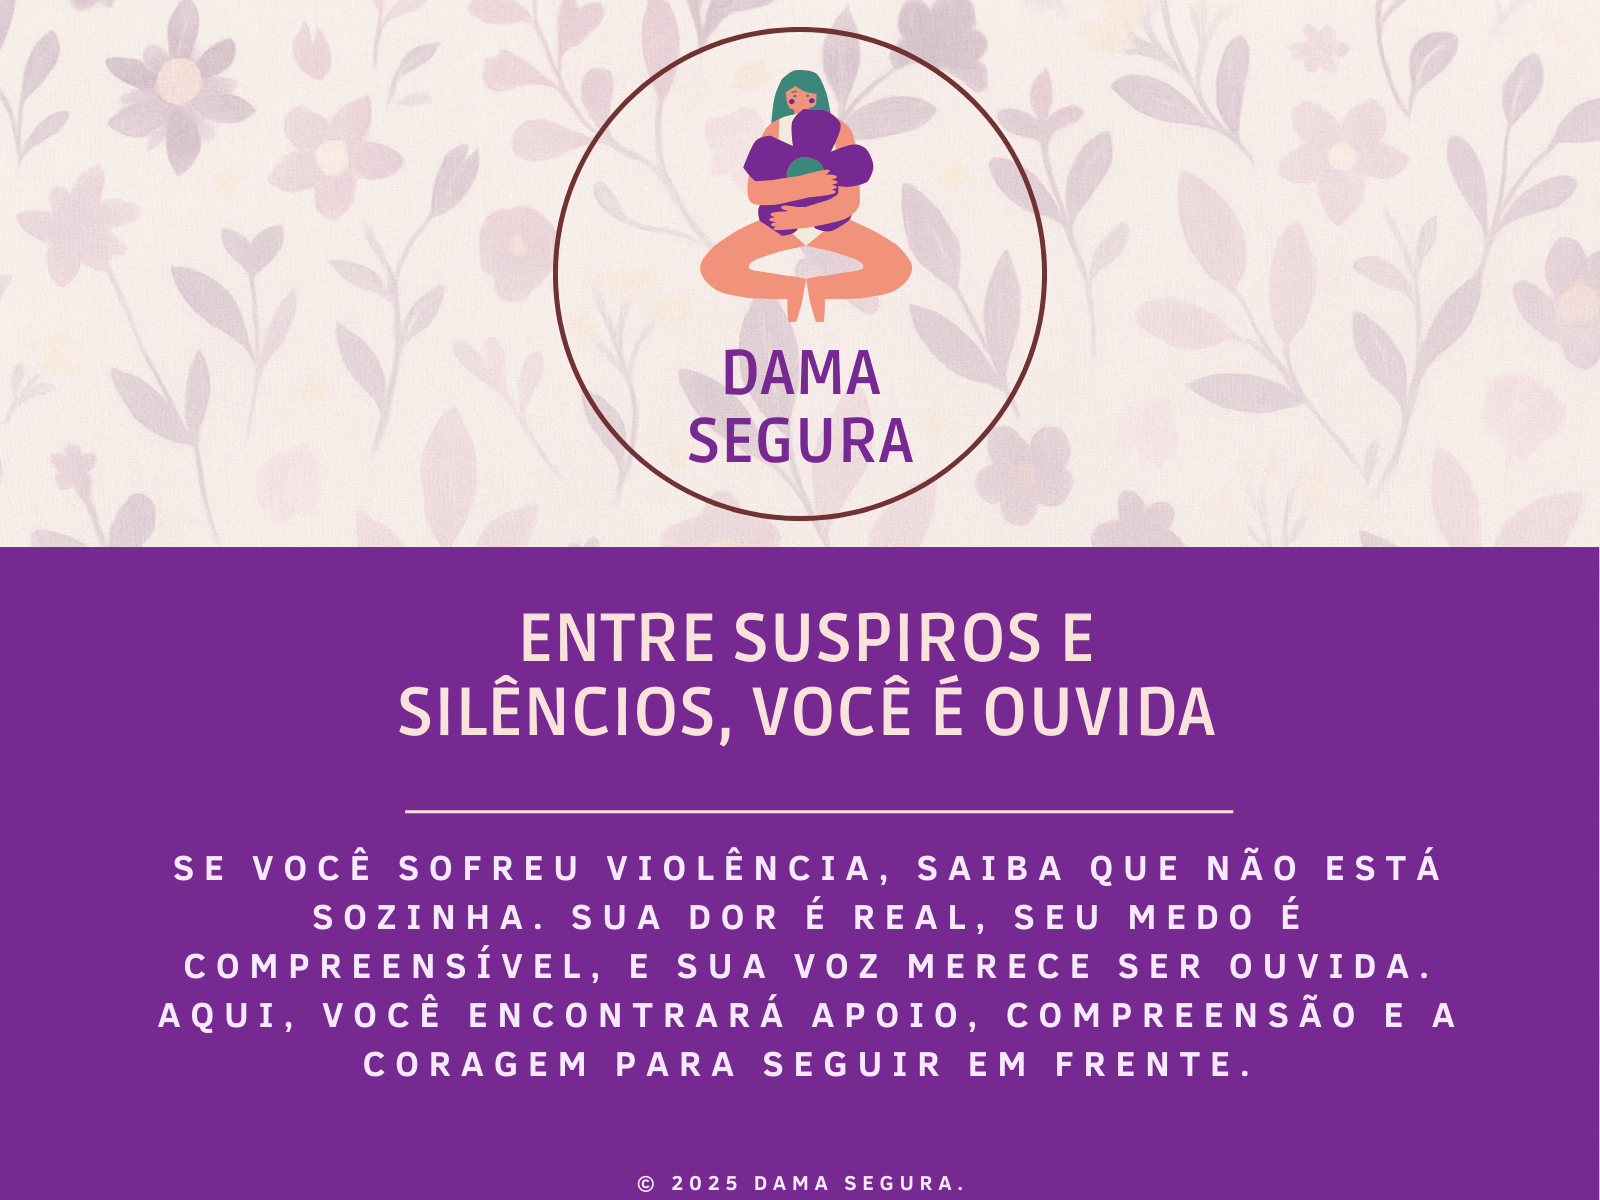 DAMA
SEGURA
ENTRE SUSPIROS E
SILÊNCIOS, VOCÊ É OUVIDA
SE VOCÊ SOFREU VIOLÊNCIA, SAIBA QUE NÃO ESTÁ
SOZINHA. SUA DOR É REAL, SEU MEDO É
COMPREENSÍVEL, E SUA VOZ MERECE SER OUVIDA.
AQUI, VOCÊ ENCONTRARÁ APOIO, COMPREENSÃO E A
CORAGEM PARA SEGUIR EM FRENTE.
© 2025 DAMA SEGURA.